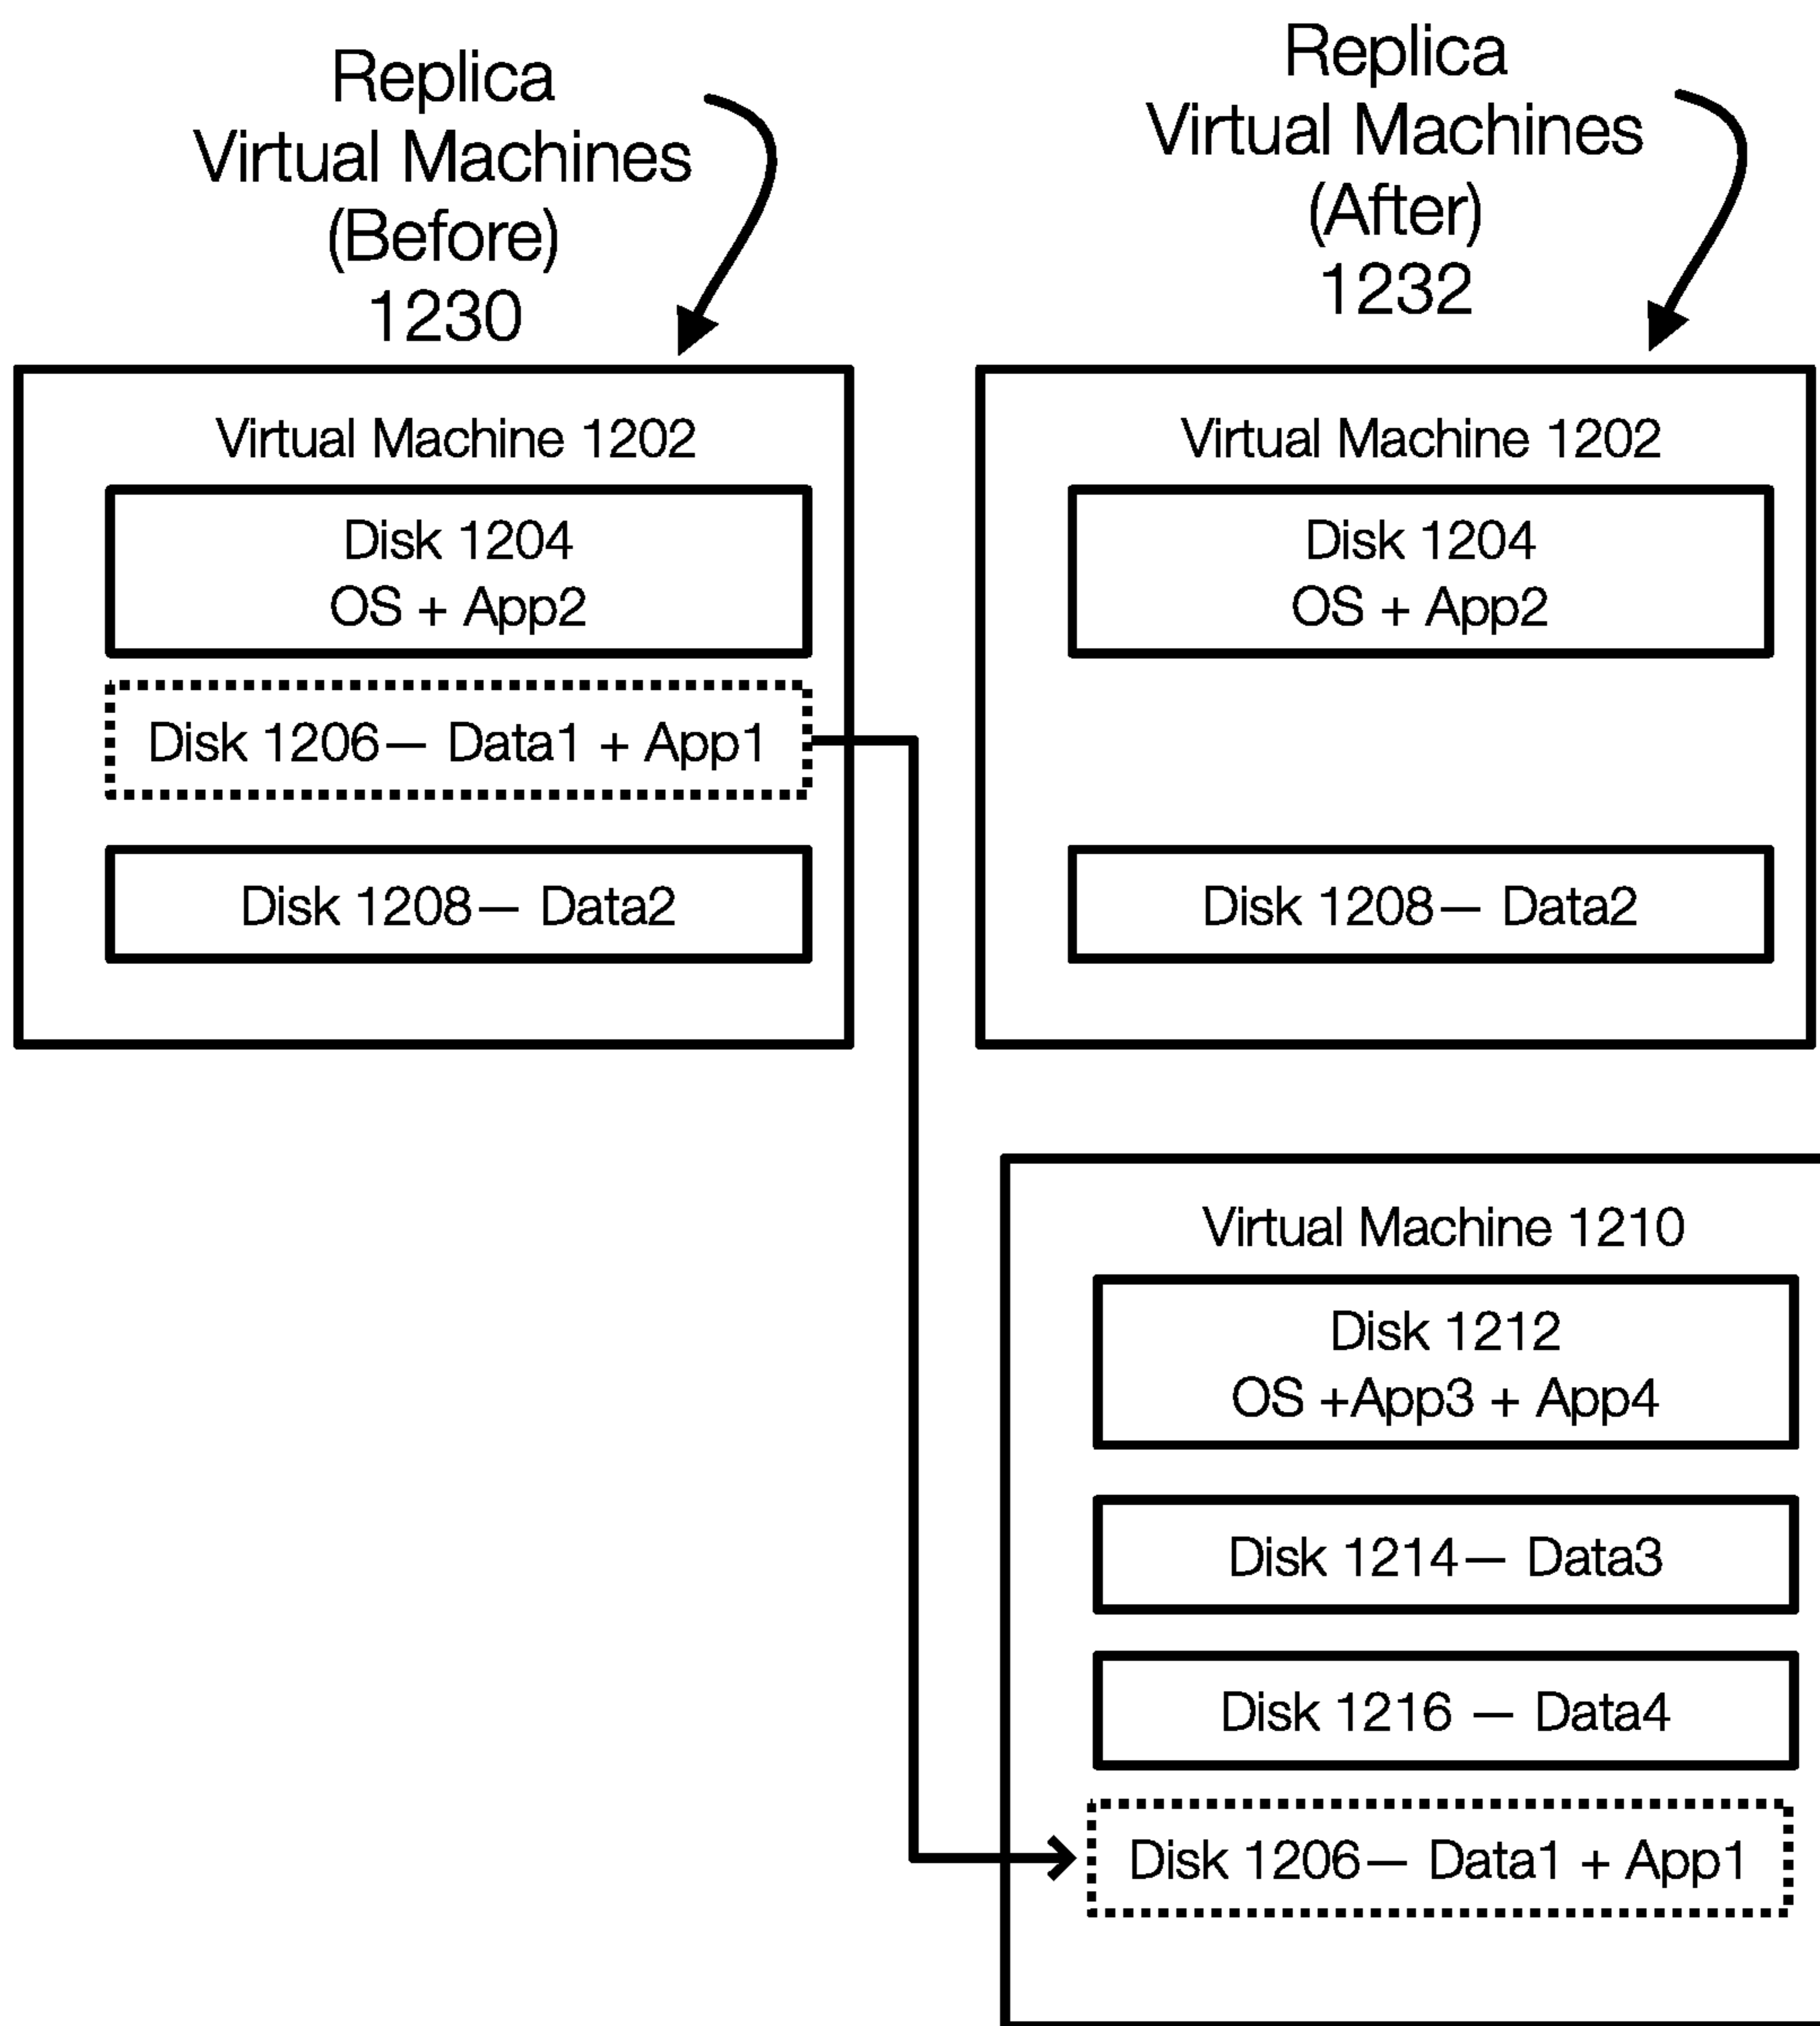 Replica
Virtual Machines
(Before)
1230
Replica
Virtual Machines
(After)
1232
Virtual Machine 1202
Disk 1204
OS + App2
Disk 1206— Data1 + App1
Disk 1208— Data2
Virtual Machine 1202
Disk 1204
OS + App2
Disk 1208— Data2
Virtual Machine 1210
Disk 1212
OS +App3 + App4
Disk 1214— Data3
Disk 1216 — Data4
Disk 1206— Data1 + App1